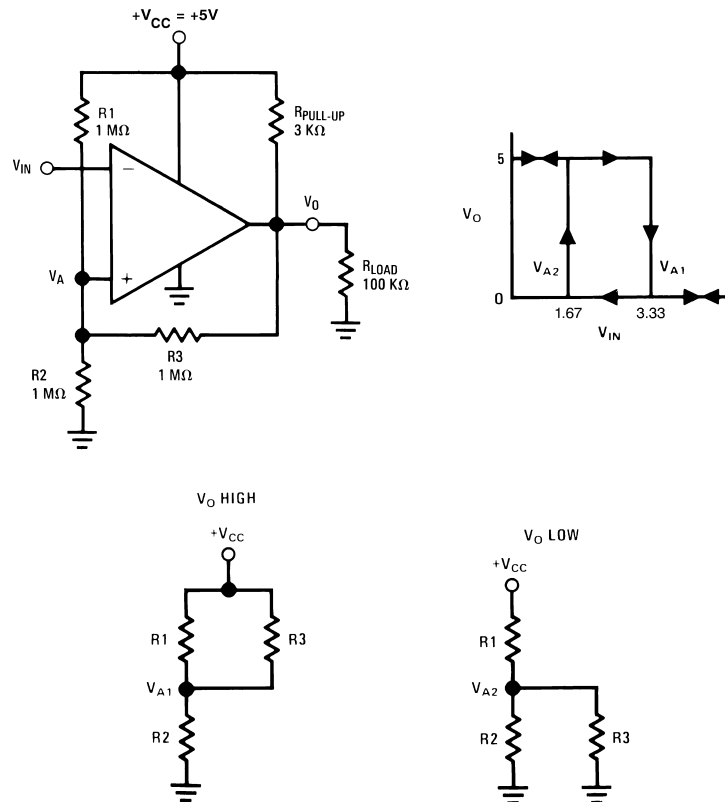 +VCC = +5V
R1
1 MΩ
RPULL-UP
3 KΩ
VIN
−
VO
VA
+
RLOAD
100 KΩ
R3
1 MΩ
R2
1 MΩ
5
VO
VA2
VA1
0
1.67
3.33
VIN
VO HIGH
+VCC
R1
R3
VA1
R2
VO LOW
+VCC
R1
VA2
R2
R3